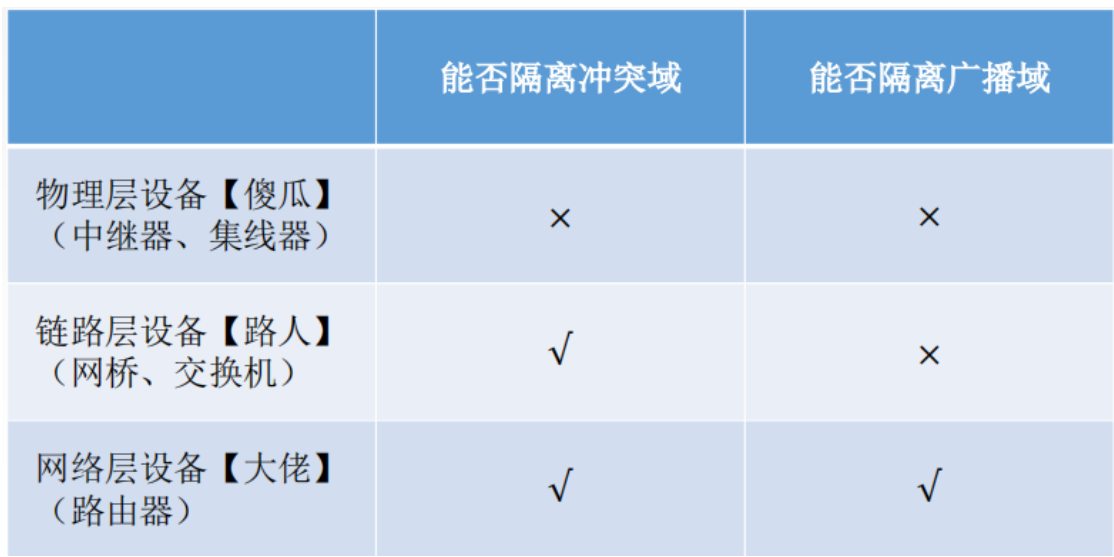 能否隔离冲突域
能否隔离广播域
物理层设备【傻瓜】
（中继器、集线器）
×
×
链路层设备【路人】
（网桥、交换机）
√
×
网络层设备【大佬】
（路由器）
√
√